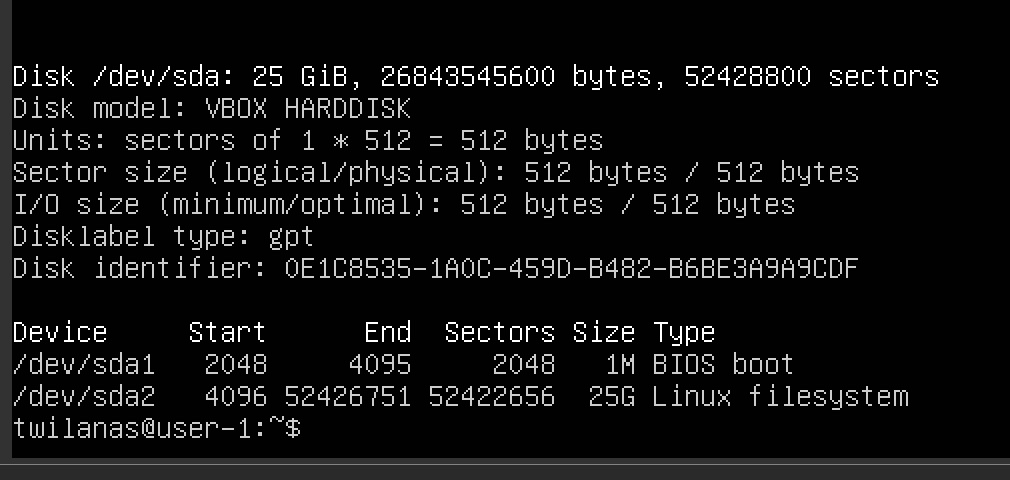 Disk /dev/sda: 25 GiB, 26843545600 bytes, 52428800 sectors
Disk model: VBOX HARDDISK
Units: sectors of 1 * 512 = 512 bytes
Sector size (logical/physical): 512 bytes / 512 bytes
I/O size (minimum/optimal): 512 bytes / 512 bytes
Disklabel type: gpt
Disk identifier: 0E1C8535-1A0C-459D-B482-B6BE3A9A9CDF
Device     Start      End  Sectors Size Type
/dev/sda1   2048     4095     2048   1M BIOS boot
/dev/sda2   4096 52426751 52422656  25G Linux filesystem
twilanas@user-1:~$